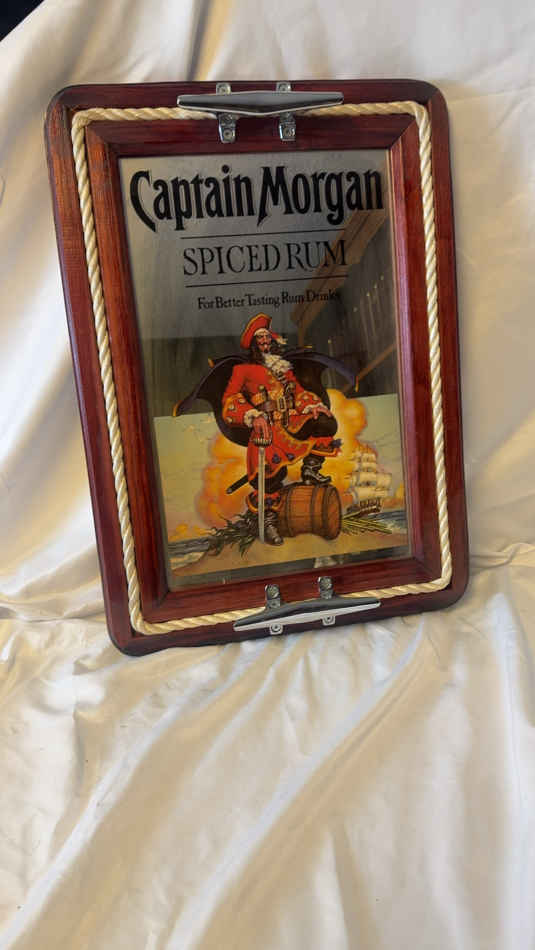 Captain Morgan
SPICED RUM
For Better Tasting Rum Drinks